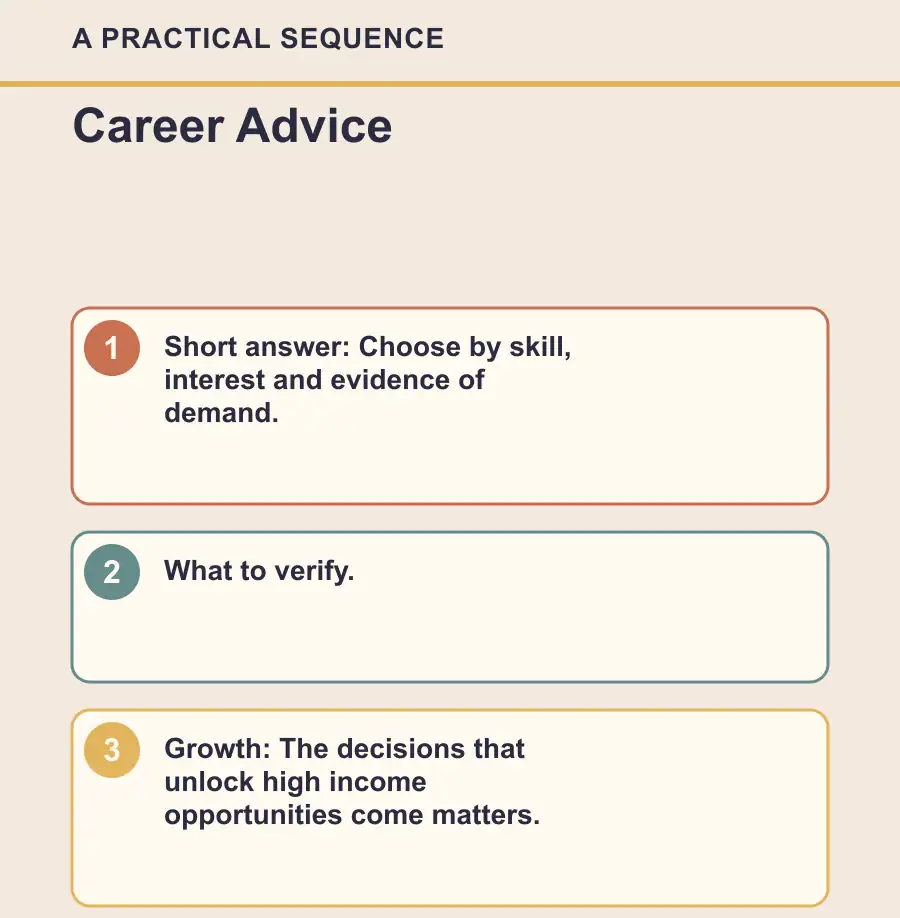 A PRACTICAL SEQUENCE
Career Advice
1
Short answer: Choose by skill,
interest and evidence of
demand.
2
What to verify.
3
Growth: The decisions that
unlock high income
opportunities come matters.